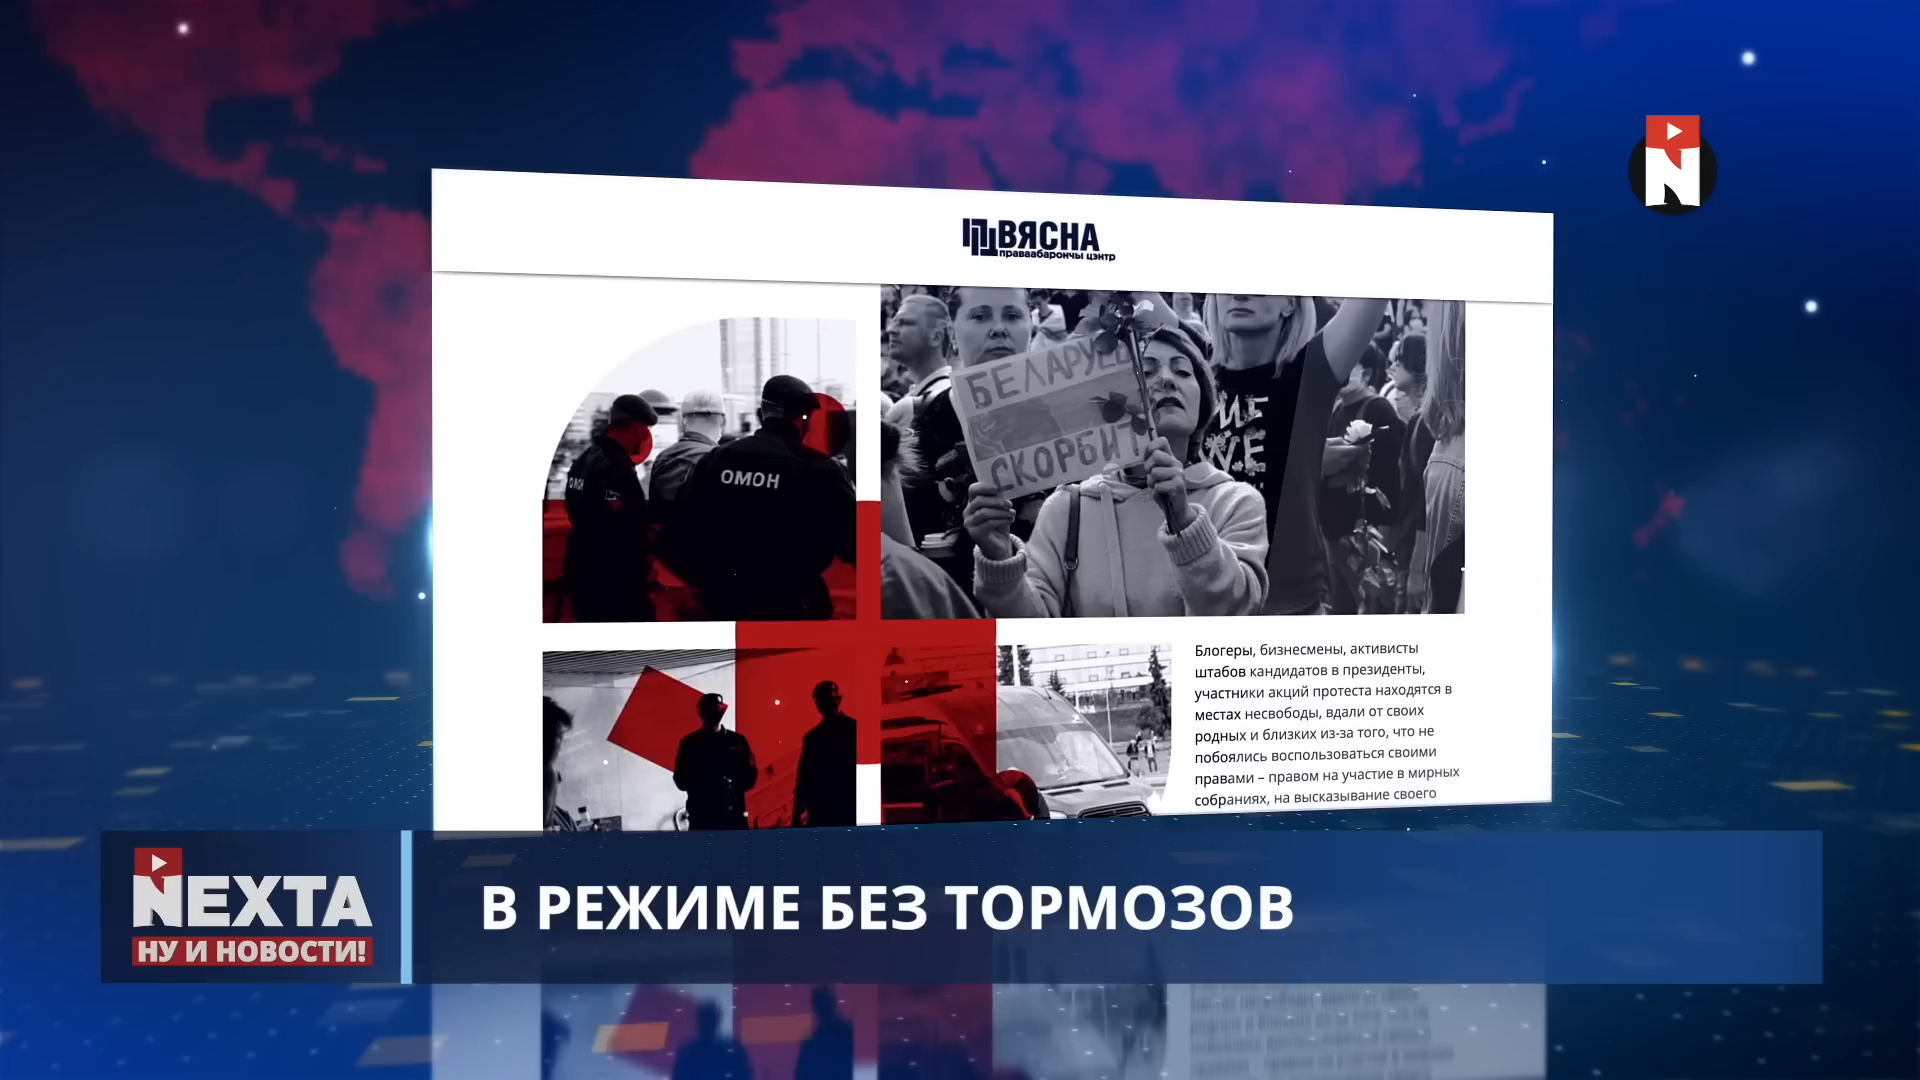 ВЯСНА
праваабарончы цэнтр
ОМОН
ОМОН
БЕЛАРУСЬ
СКОРБИТ
WE
Блогеры, бизнесмены, активисты
штабов кандидатов в президенты,
участники акций протеста находятся в
местах несвободы, вдали от своих
родных и близких из-за того, что не
побоялись воспользоваться своими
правами – правом на участие в мирных
собраниях, на высказывание своего
NEXTA
НУ И НОВОСТИ!
В РЕЖИМЕ БЕЗ ТОРМОЗОВ
N